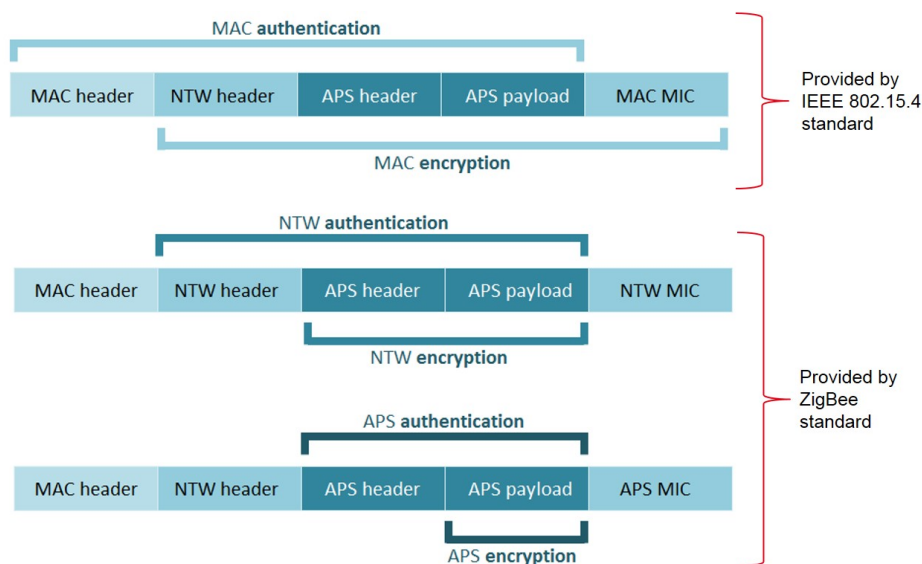 MAC authentication
MAC header NTW header APS header APS payload MAC MIC
MAC encryption
Provided by
IEEE 802.15.4
standard
NTW authentication
MAC header NTW header APS header APS payload NTW MIC
NTW encryption
APS authentication
MAC header NTW header APS header APS payload APS MIC
APS encryption
Provided by
ZigBee
standard